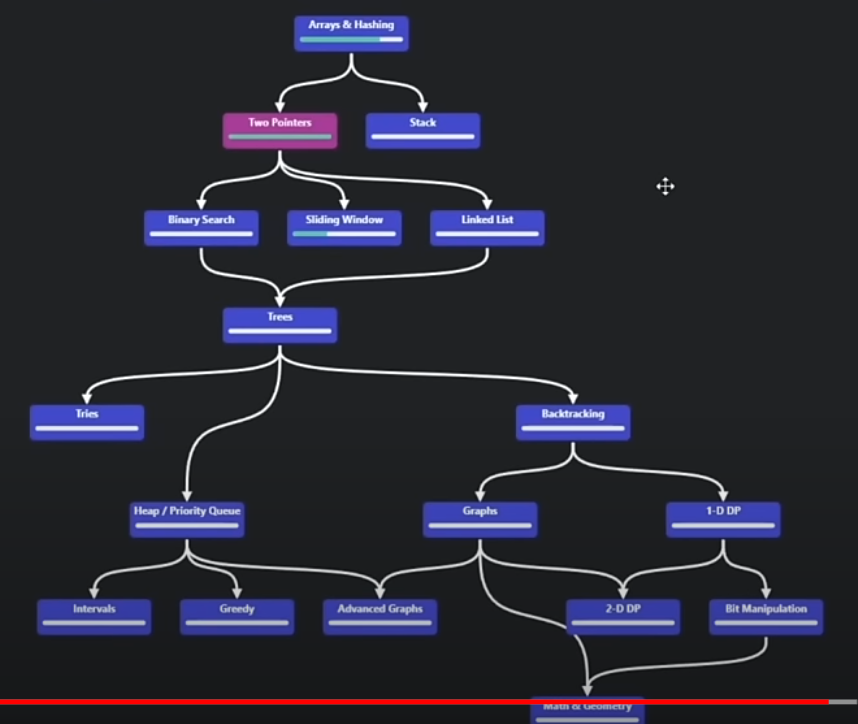 Arrays & Hashing
Two Pointers
Stack
Binary Search
Sliding Window
Linked List
Trees
Tries
Backtracking
Heap / Priority Queue
Graphs
1-D DP
Intervals
Greedy
Advanced Graphs
2-D DP
Bit Manipulation
Math & Geometry